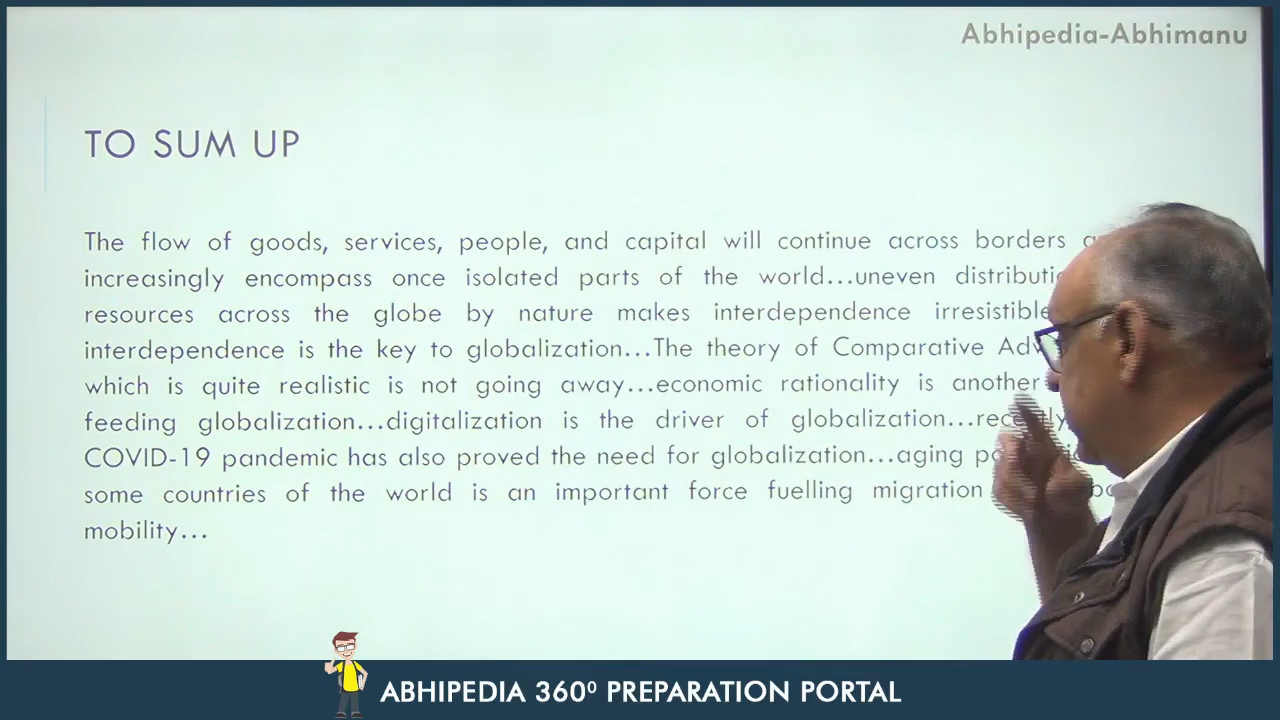 Abhipedia-Abhimanu
TO SUM UP
The flow of goods, services, people, and capital will continue across borders
increasingly encompass once isolated parts of the world...uneven
resources across the globe by nature makes interdependence irresistible
interdependence is the key to globalization...The theory of Comparative
which is quite realistic is not going away...economic rationality is another
feeding globalization...digitalization is the driver of globalization...
COVID-19 pandemic has also proved the need for globalization...aging
some countries of the world is an important force fuelling migration
mobility...
ABHIPEDIA 360⁰ PREPARATION PORTAL